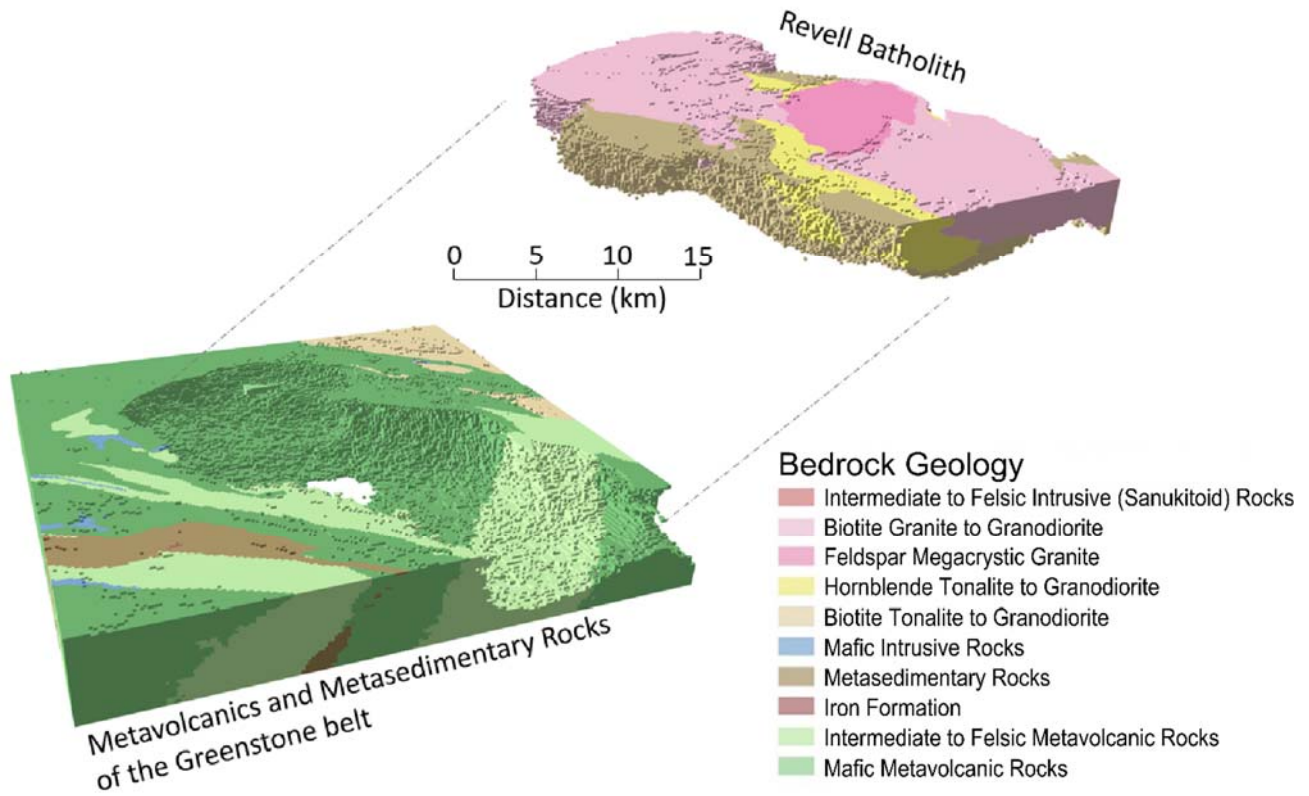 Revell Batholith
0 5 10 15
Distance (km)
Metavolcanics and Metasedimentary Rocks
of the Greenstone belt
Bedrock Geology
Intermediate to Felsic Intrusive (Sanukitoid) Rocks
Biotite Granite to Granodiorite
Feldspar Megacrystic Granite
Hornblende Tonalite to Granodiorite
Biotite Tonalite to Granodiorite
Mafic Intrusive Rocks
Metasedimentary Rocks
Iron Formation
Intermediate to Felsic Metavolcanic Rocks
Mafic Metavolcanic Rocks